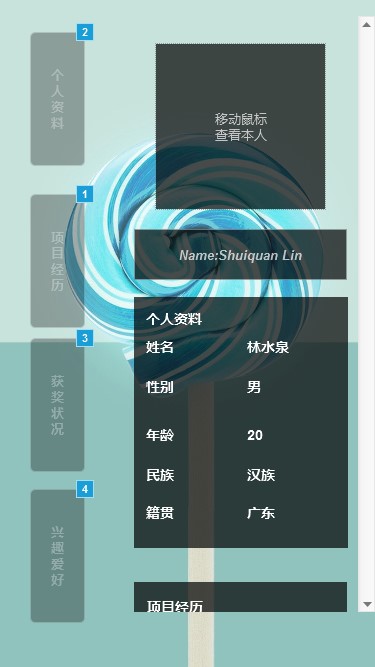 2
个人资料
1
项目经历
3
获奖状况
4
兴趣爱好
移动鼠标
查看本人
Name:Shuiquan Lin
个人资料
姓名 林水泉
性别 男
年龄 20
民族 汉族
籍贯 广东
项目经历